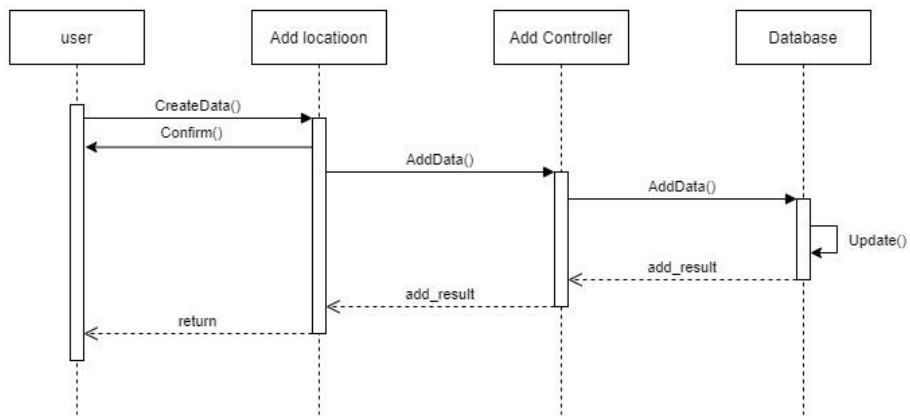 user
Add locatioon
Add Controller
Database
CreateData()
Confirm()
AddData()
AddData()
Update()
add_result
add_result
return